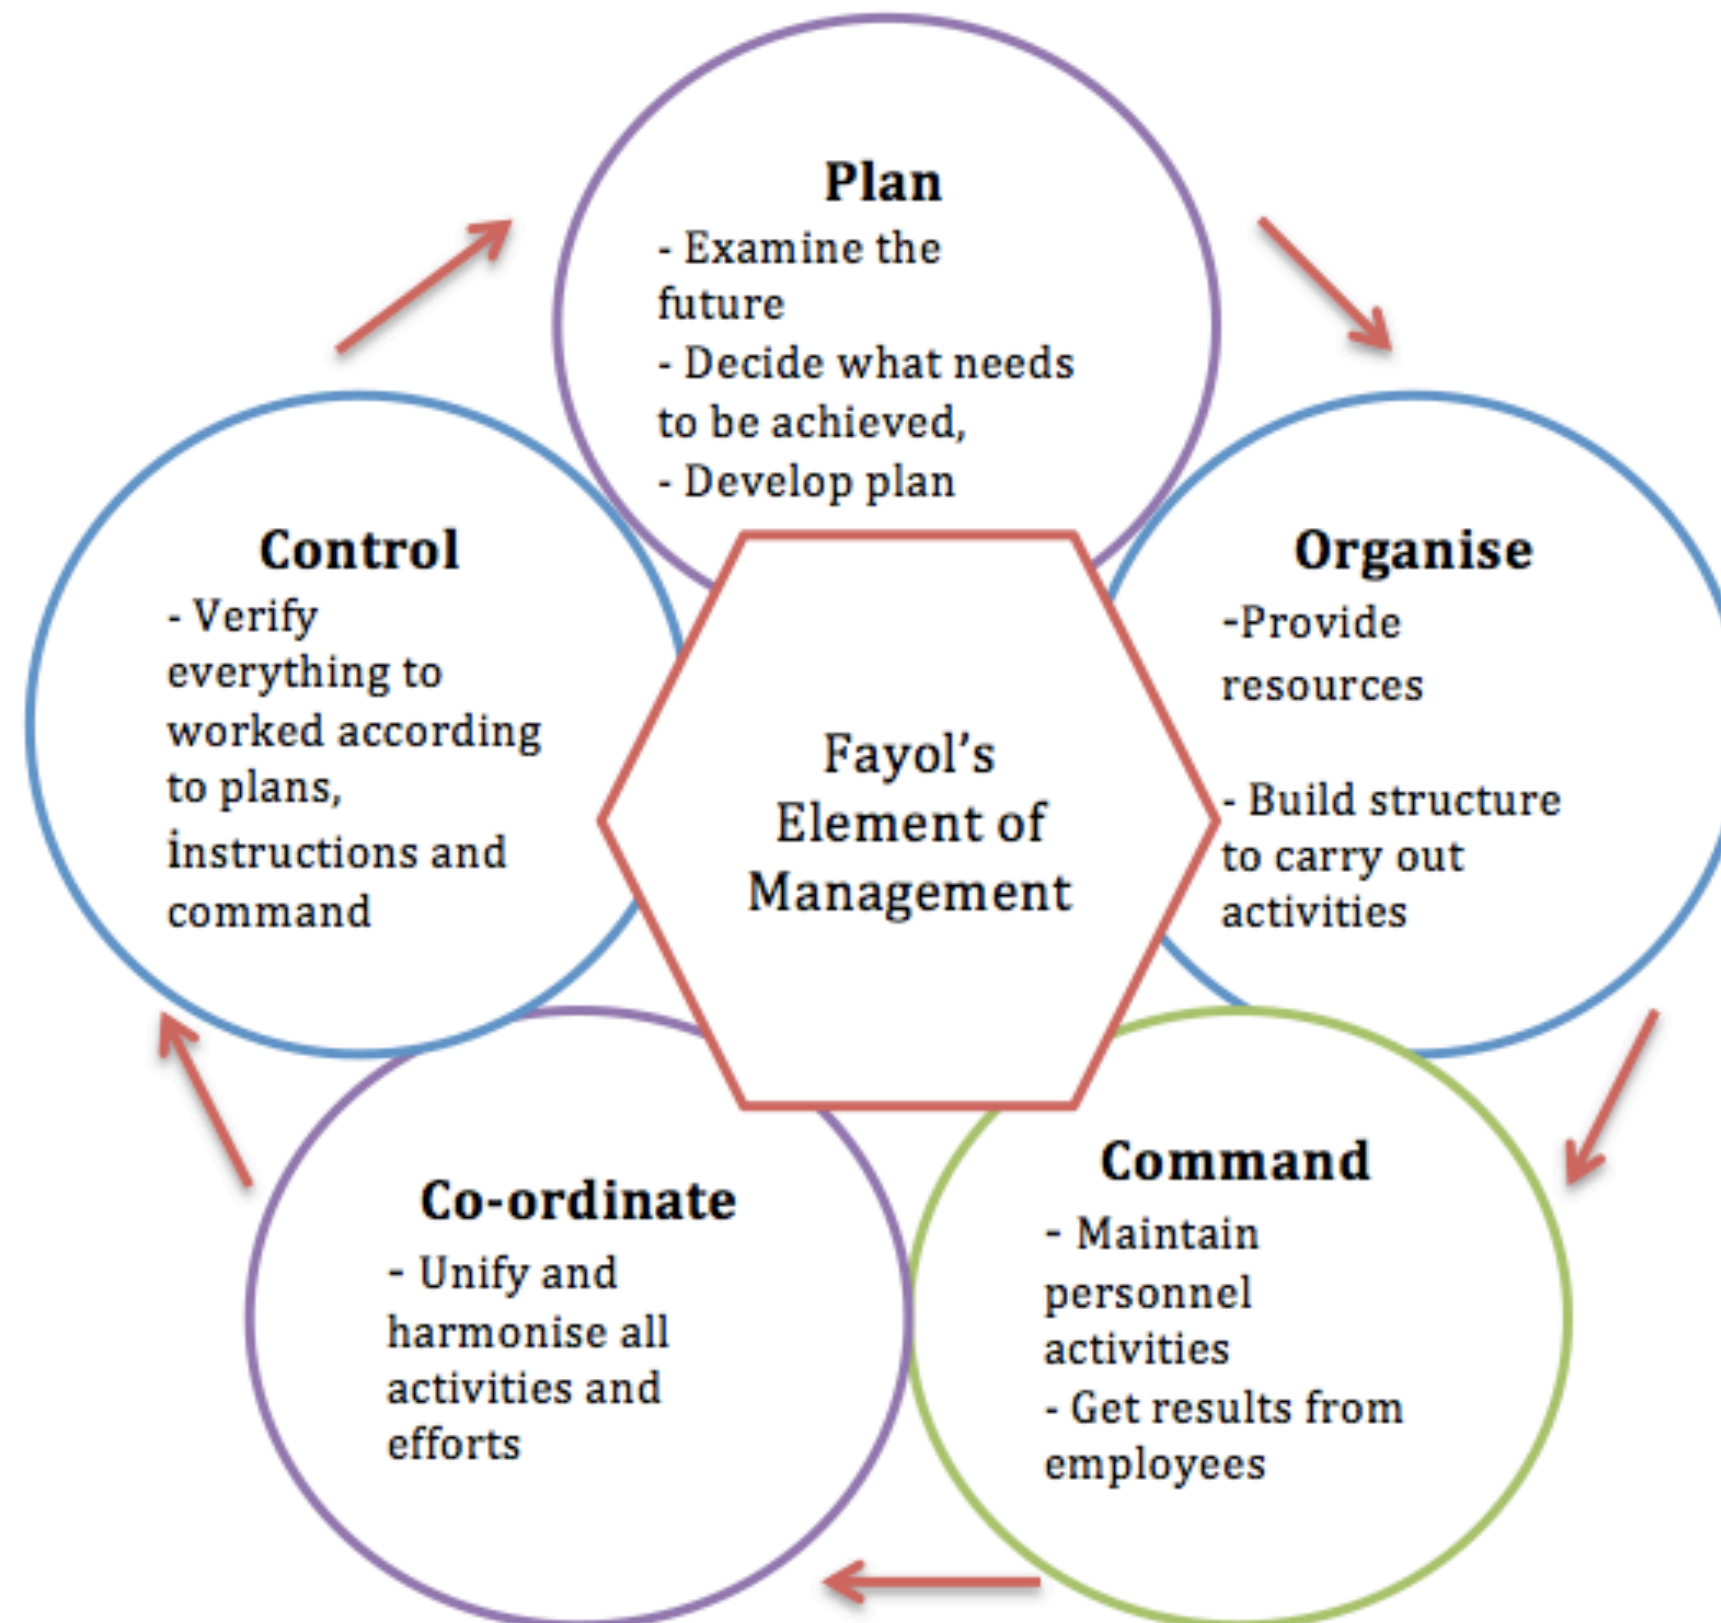 Plan
- Examine the
future
- Decide what needs
to be achieved,
- Develop plan
Organise
-Provide
resources
- Build structure
to carry out
activities
Command
- Maintain
personnel
activities
- Get results from
employees
Co-ordinate
- Unify and
harmonise all
activities and
efforts
Control
- Verify
everything to
worked according
to plans,
instructions and
command
Fayol’s
Element of
Management